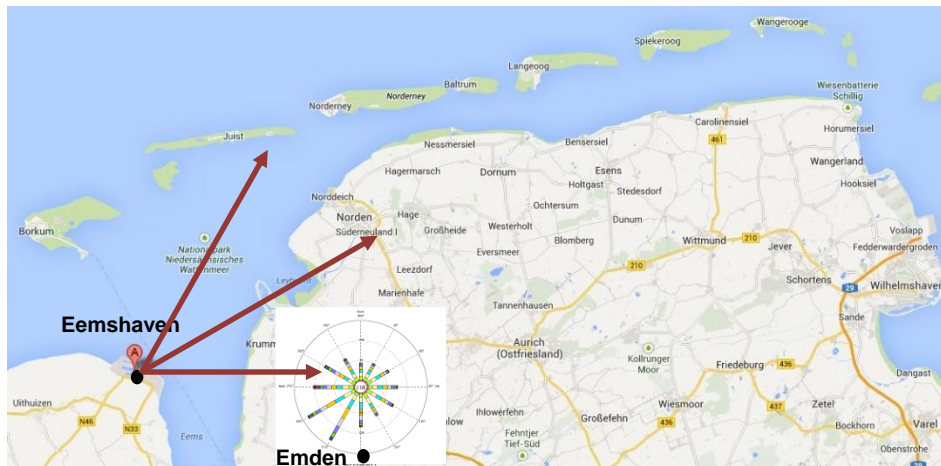 Wangerooge
Spiekeroog
Langeoog
Baltrum
Norderney
Norderney
Wiesenbatterie
Schillig
Carolinensiel
461
Horumersiel
Juist
Nessmersiel
Bensersiel
Hagermarsch
Dornum
Esens
Wangerland
Holtgast
Stedesdorf
Hooksiel
Norddeich
Norden
Hage
Ochtersum
Süderneuland I
Großheide
Westerholt
Dunum
Borkum
Blomberg
Wittmund
Voslapp
Nationalpark
Niedersächsisches
Wattenmeer
Eversmeer
210
Jever
Fedderwardergroden
Leezdorf
210
Schortens
29
Wilhelmshaven
Marienhafe
Tannenhausen
Sande
Eemshaven
Krumm
Aurich
(Ostfriesland)
Kollrunger
Moor
Friedeburg
436
A
Dangast
Uithuizen
Wiesmoor
437
Zetel
N46
N33
Ihlowerfehn
Großefehn
436
Bockhorn
Varel
Eems
Fehntjer
Tief-Süd
Obenstrohe
Emden